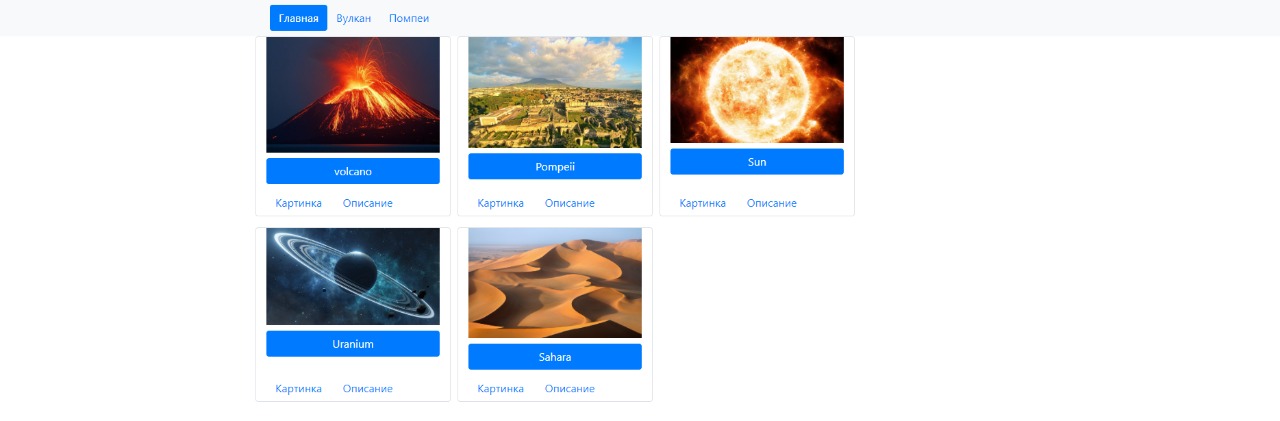 Главная Вулкан Помпеи
volcano
Pompeii
Sun
Картинка Описание
Картинка Описание
Картинка Описание
Uranium
Sahara
Картинка Описание
Картинка Описание